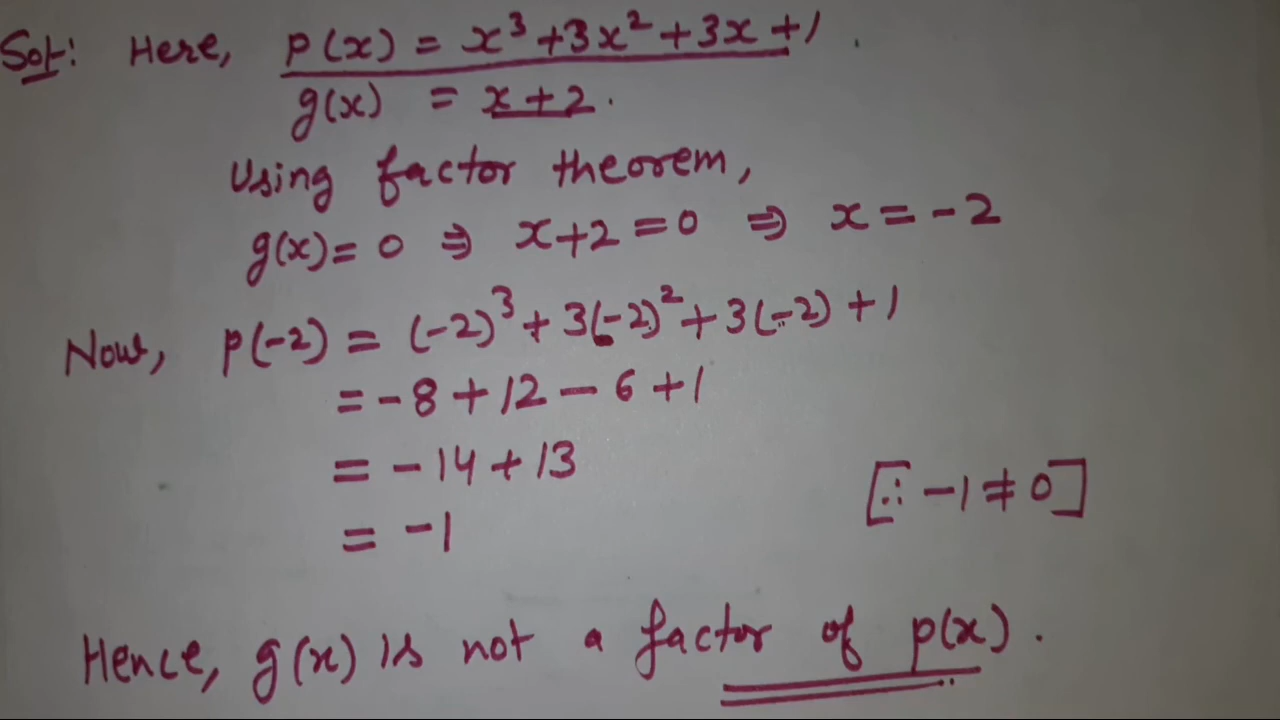 Sol: Here, p(x) = x³+3x²+3x+1.
g(x) = x+2.
Using factor theorem,
g(x)=0 ⇒ x+2=0 ⇒ x=-2
Now, p(-2) = (-2)³+3(-2)²+3(-2)+1
=-8+12-6+1
= -14+13
= -1 [∵ -1≠0]
Hence, g(x) is not a factor of p(x).